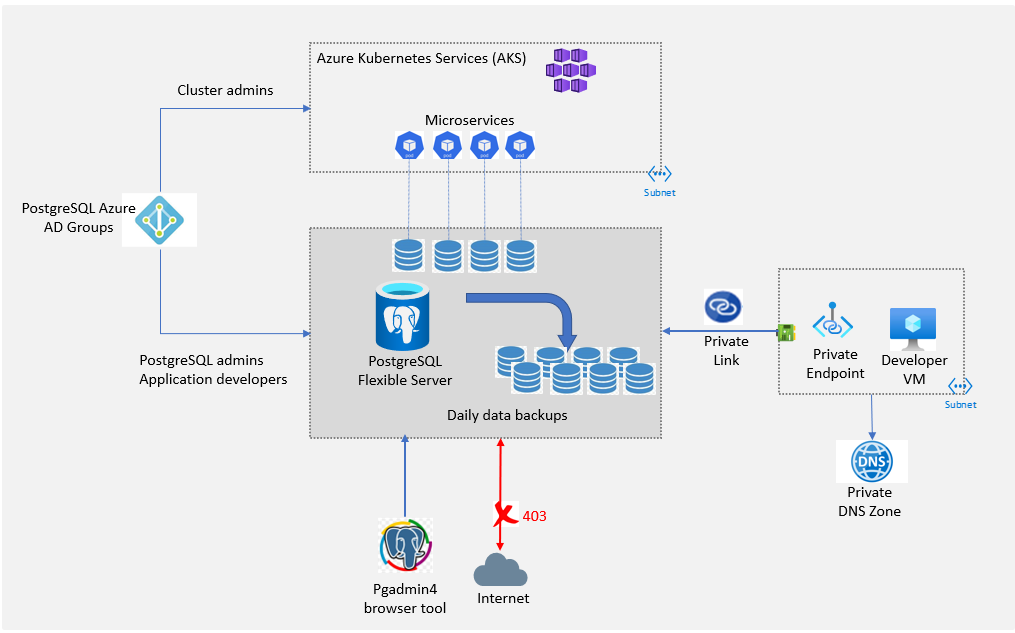 Azure Kubernetes Services (AKS)
Cluster admins
Microservices
pod
pod
pod
pod
Subnet
PostgreSQL Azure
AD Groups
PostgreSQL
Flexible Server
Daily data backups
PostgreSQL admins
Application developers
Private
Link
Private
Endpoint
Developer
VM
Subnet
DNS
Private
DNS Zone
403
Pgadmin4
browser tool
Internet